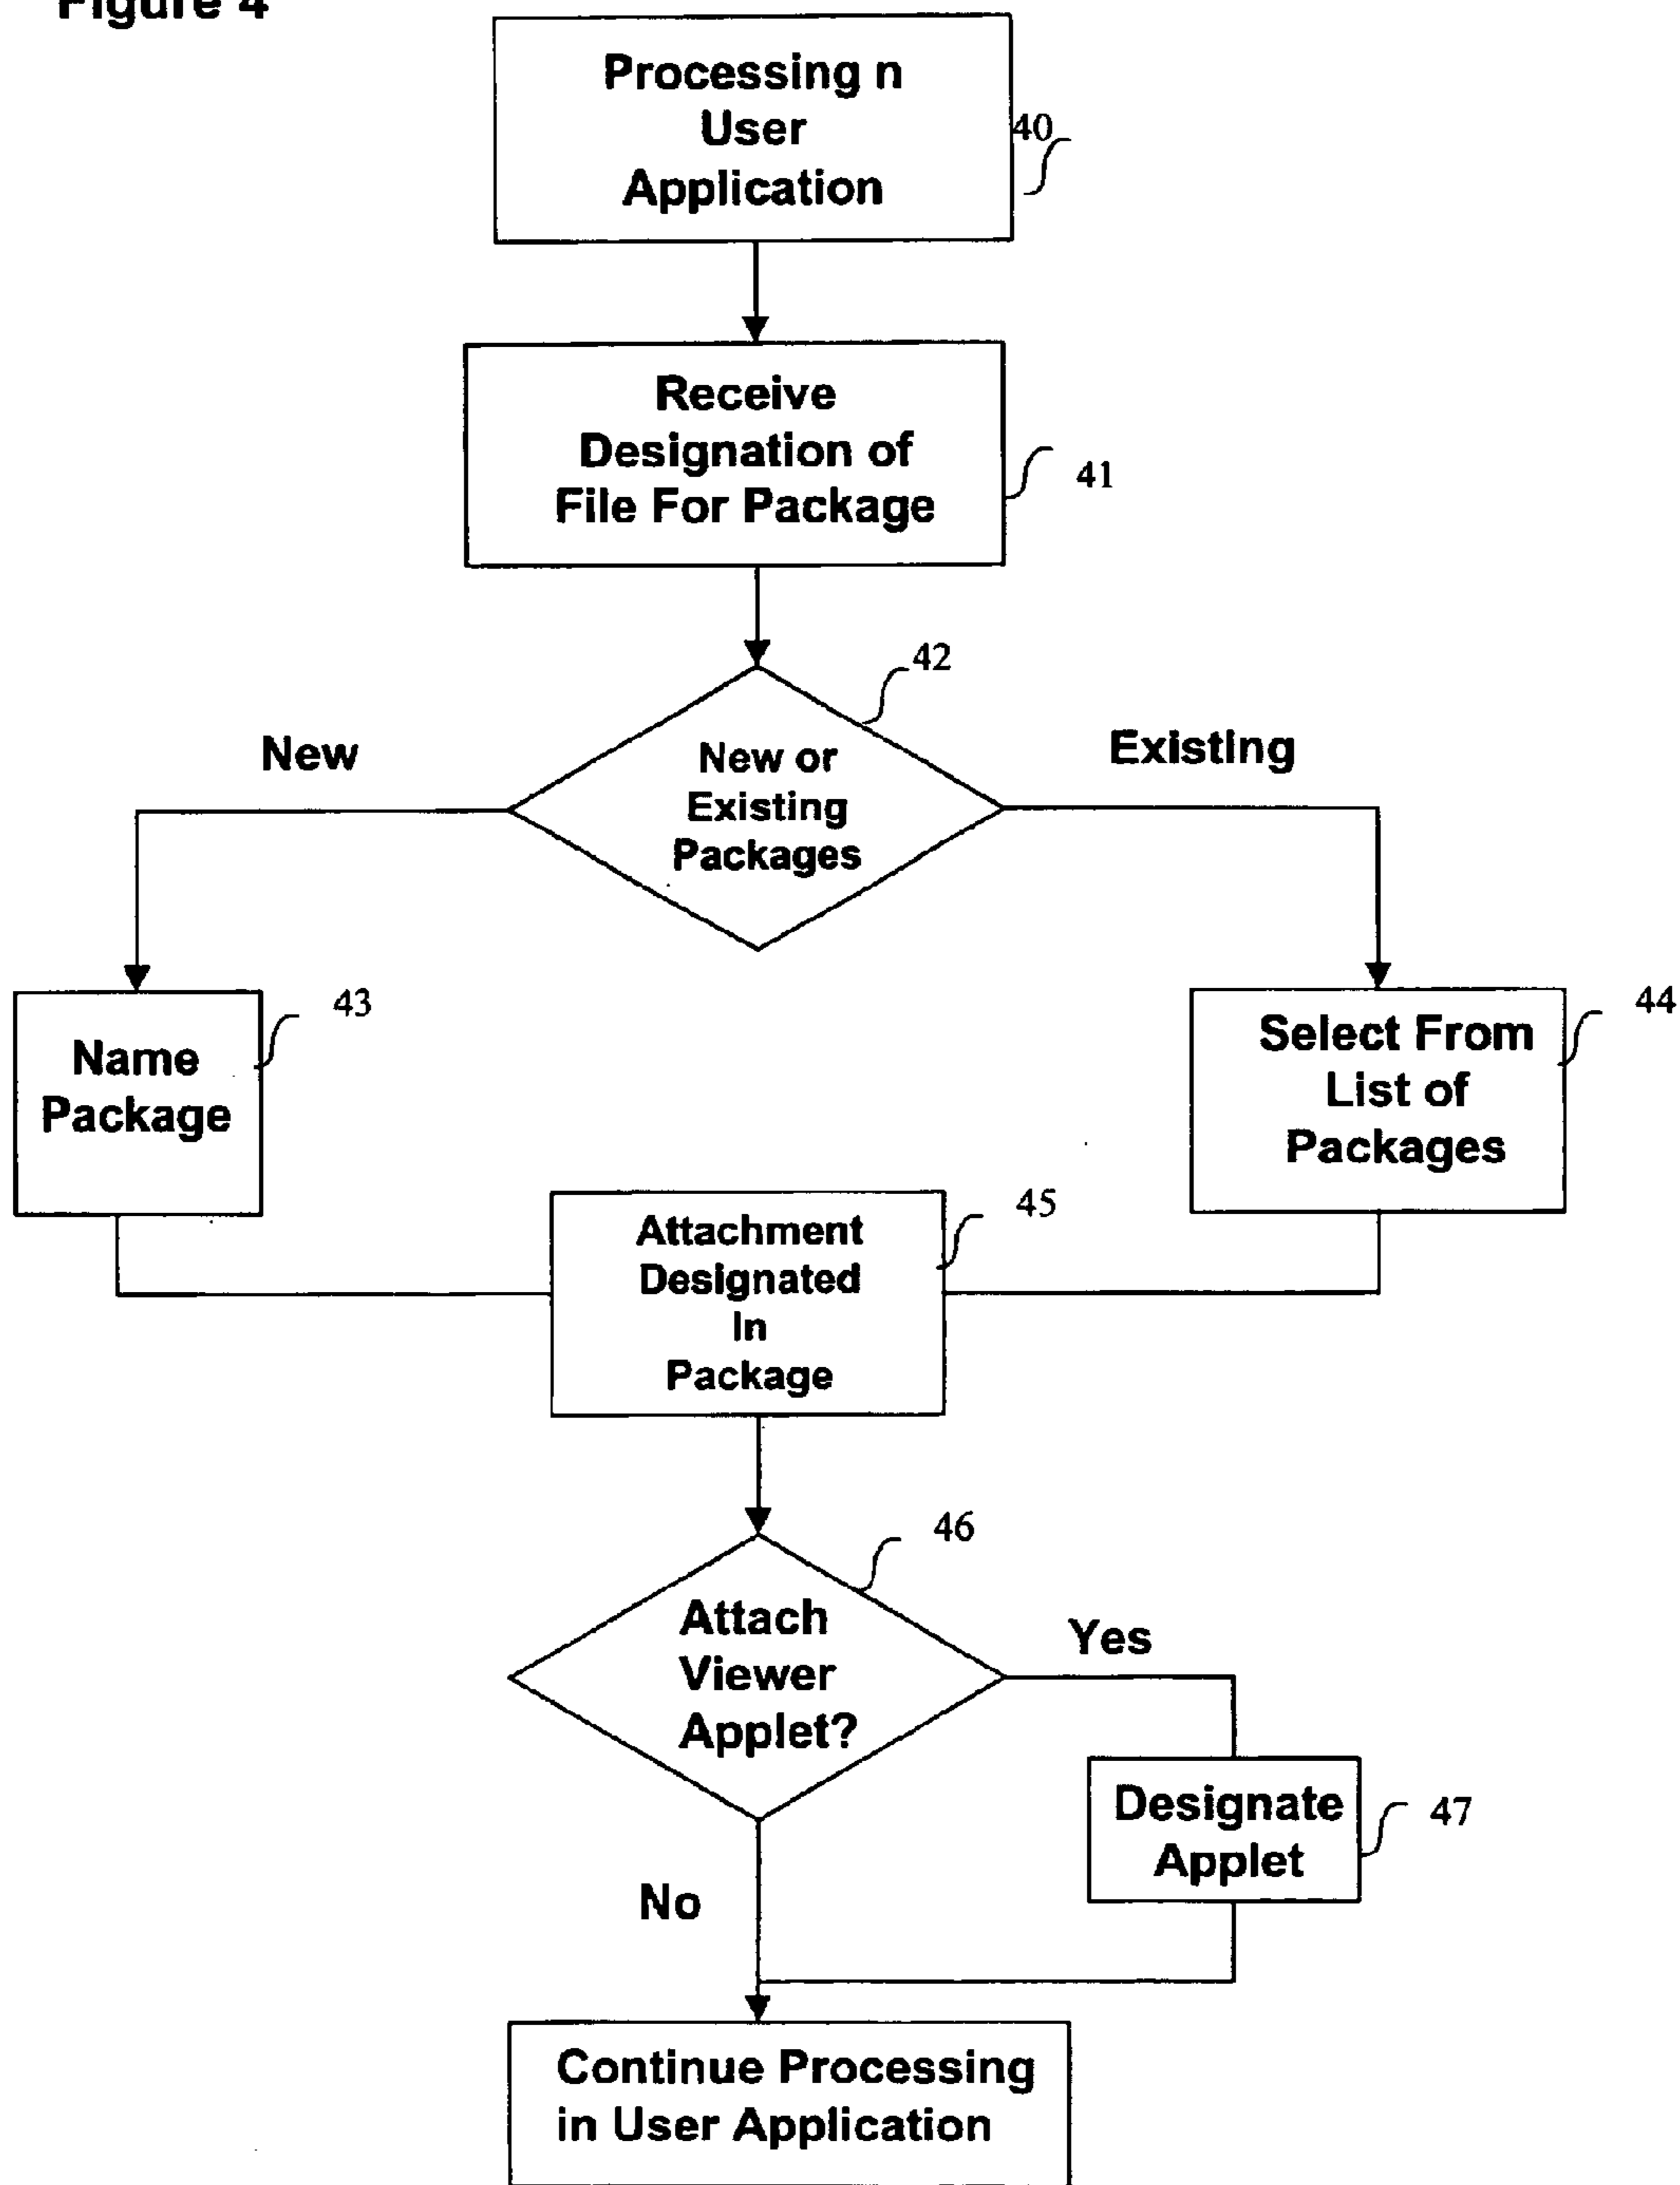 Figure 4
Processing n
User
Application
40
Receive
Designation of
File For Package
41
42
New
New or
Existing
Packages
Existing
Name
Package
43
Select From
List of
Packages
44
Attachment
Designated
In
Package
45
46
Attach
Viewer
Applet?
Yes
Designate
Applet
47
No
Continue Processing
in User Application